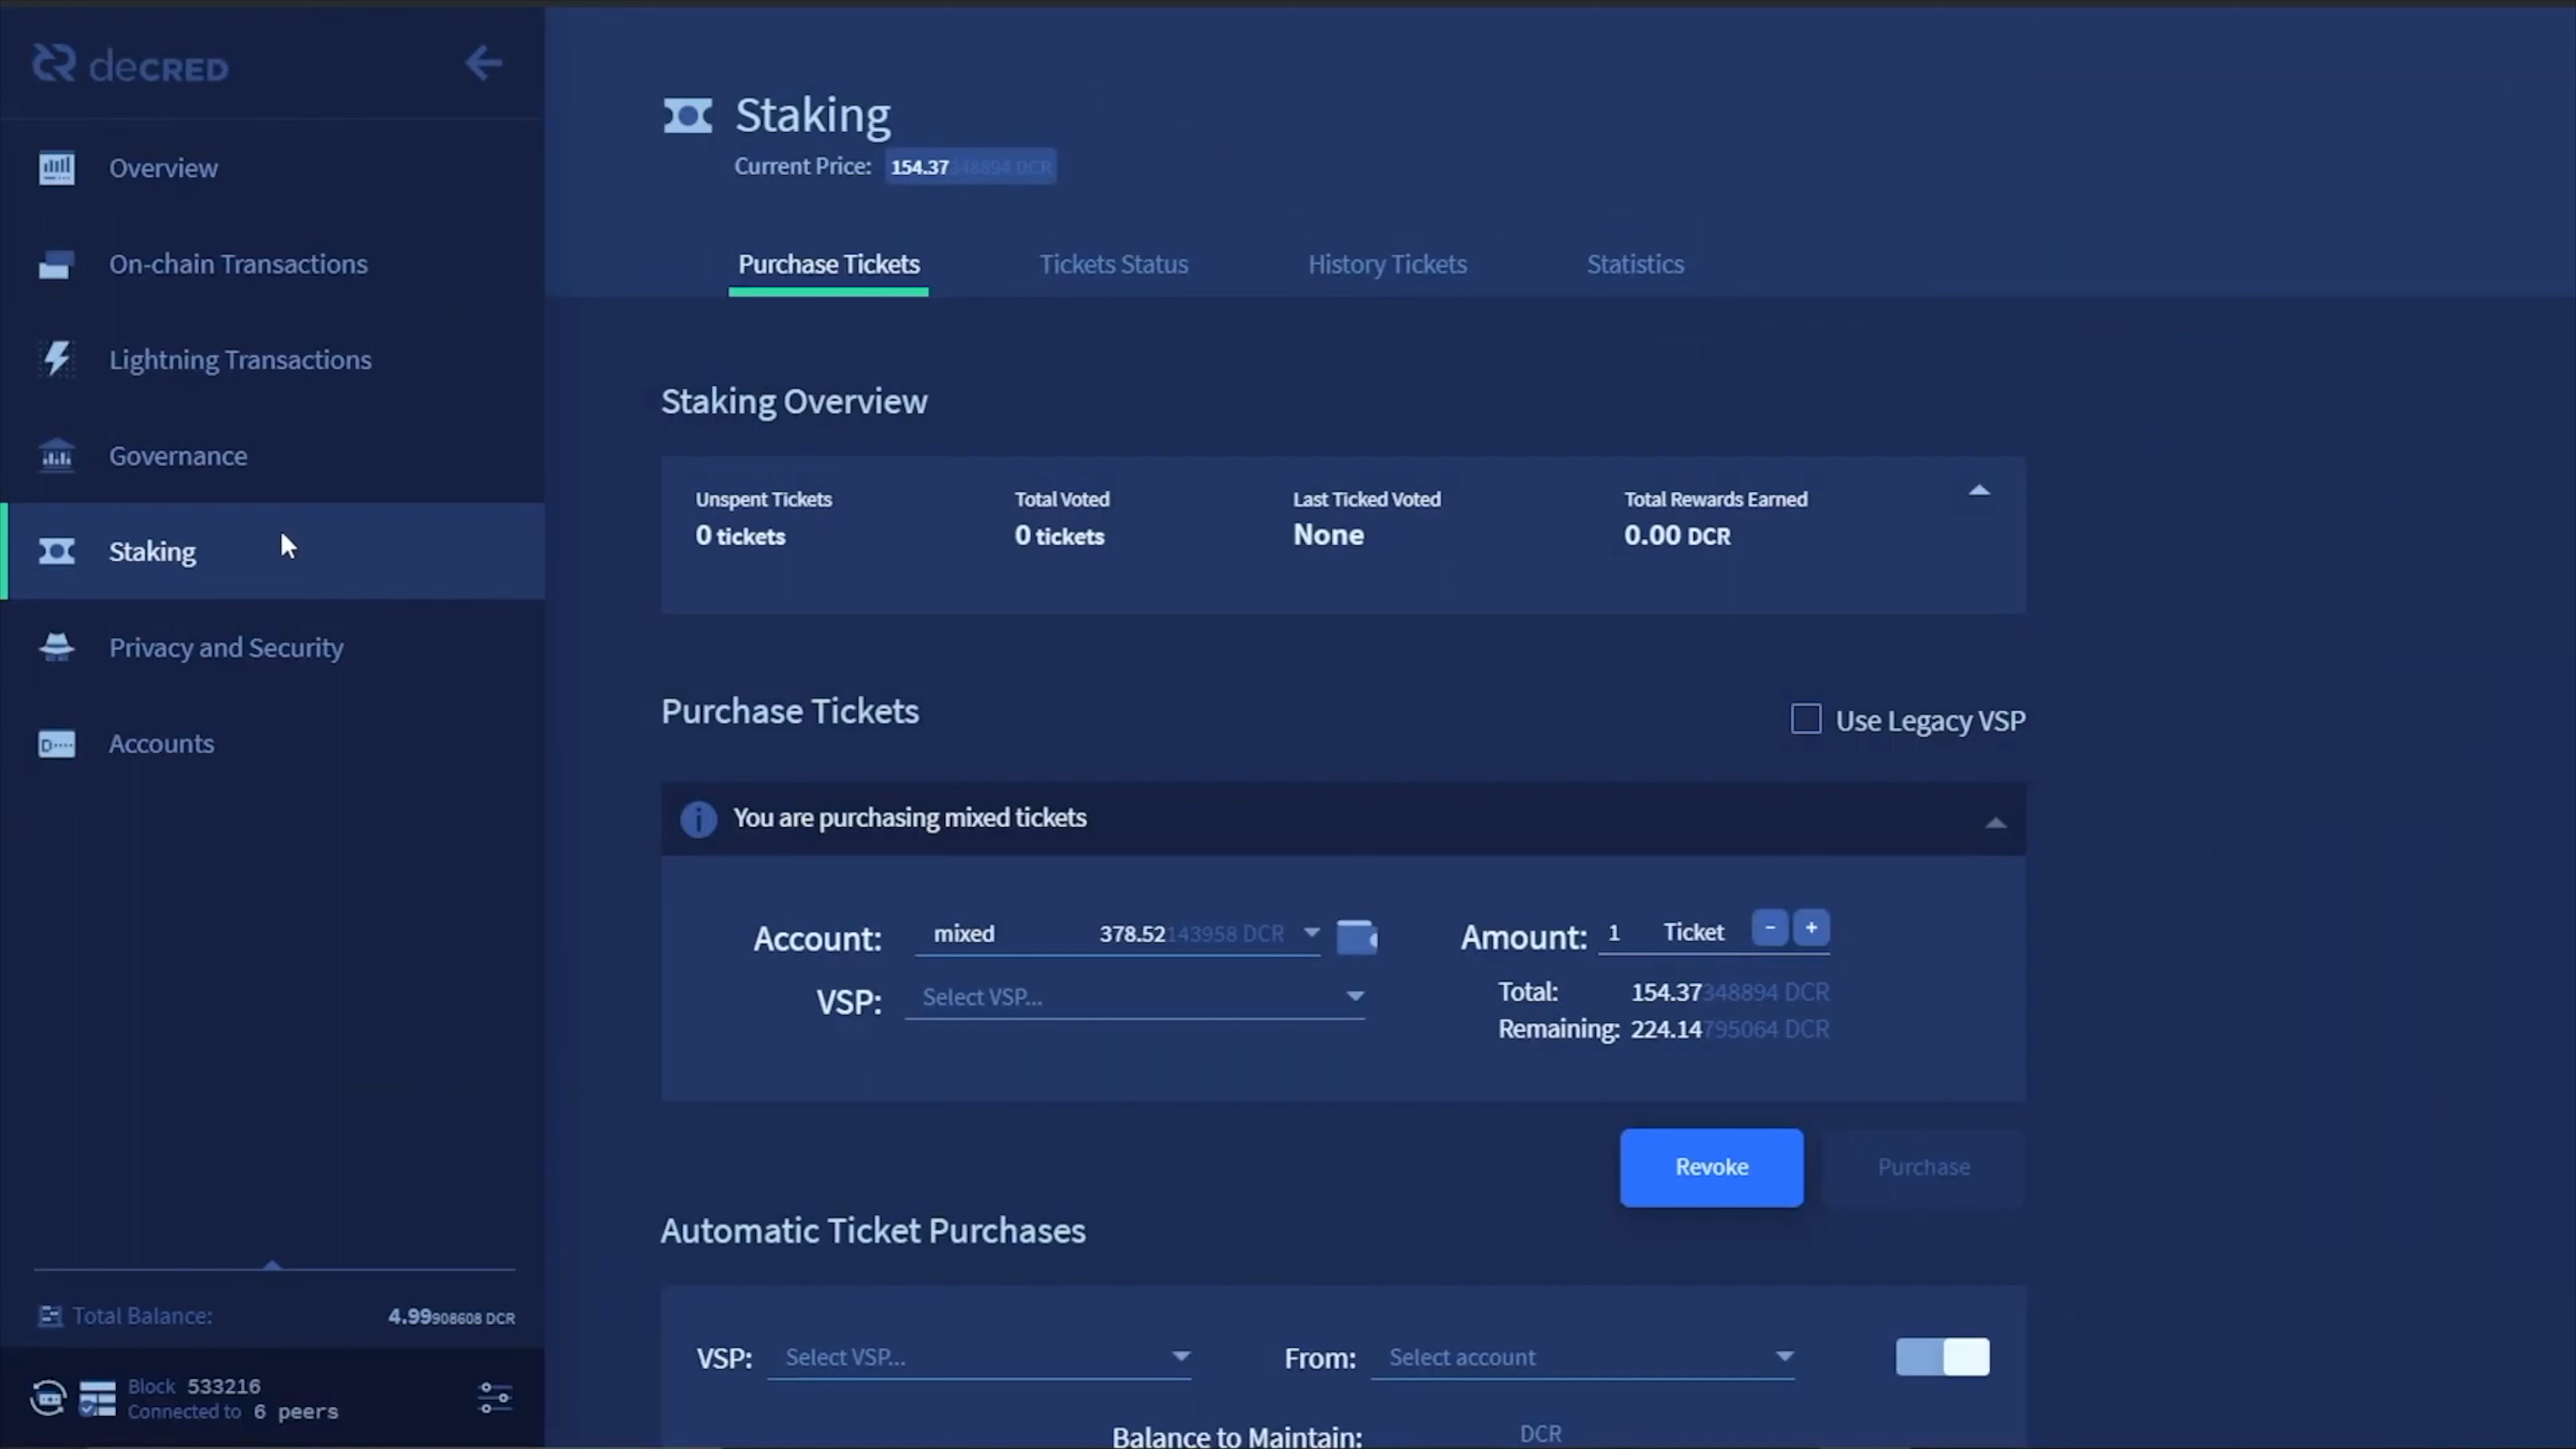 decred
Overview
On-chain Transactions
Lightning Transactions
Governance
Staking
Privacy and Security
Accounts
Total Balance: 4.99908608 DCR
Block 533216
Connected to 6 peers
Staking
Current Price: 154.37348894 DCR
Purchase Tickets Tickets Status History Tickets Statistics
Staking Overview
Unspent Tickets Total Voted Last Ticked Voted Total Rewards Earned
0 tickets 0 tickets None 0.00 DCR
Purchase Tickets Use Legacy VSP
You are purchasing mixed tickets
Account: mixed 378.52143958 DCR Amount: 1 Ticket - +
VSP: Select VSP... Total: 154.37348894 DCR
Remaining: 224.14795064 DCR
Revoke Purchase
Automatic Ticket Purchases
VSP: Select VSP... From: Select account
Balance to Maintain: DCR